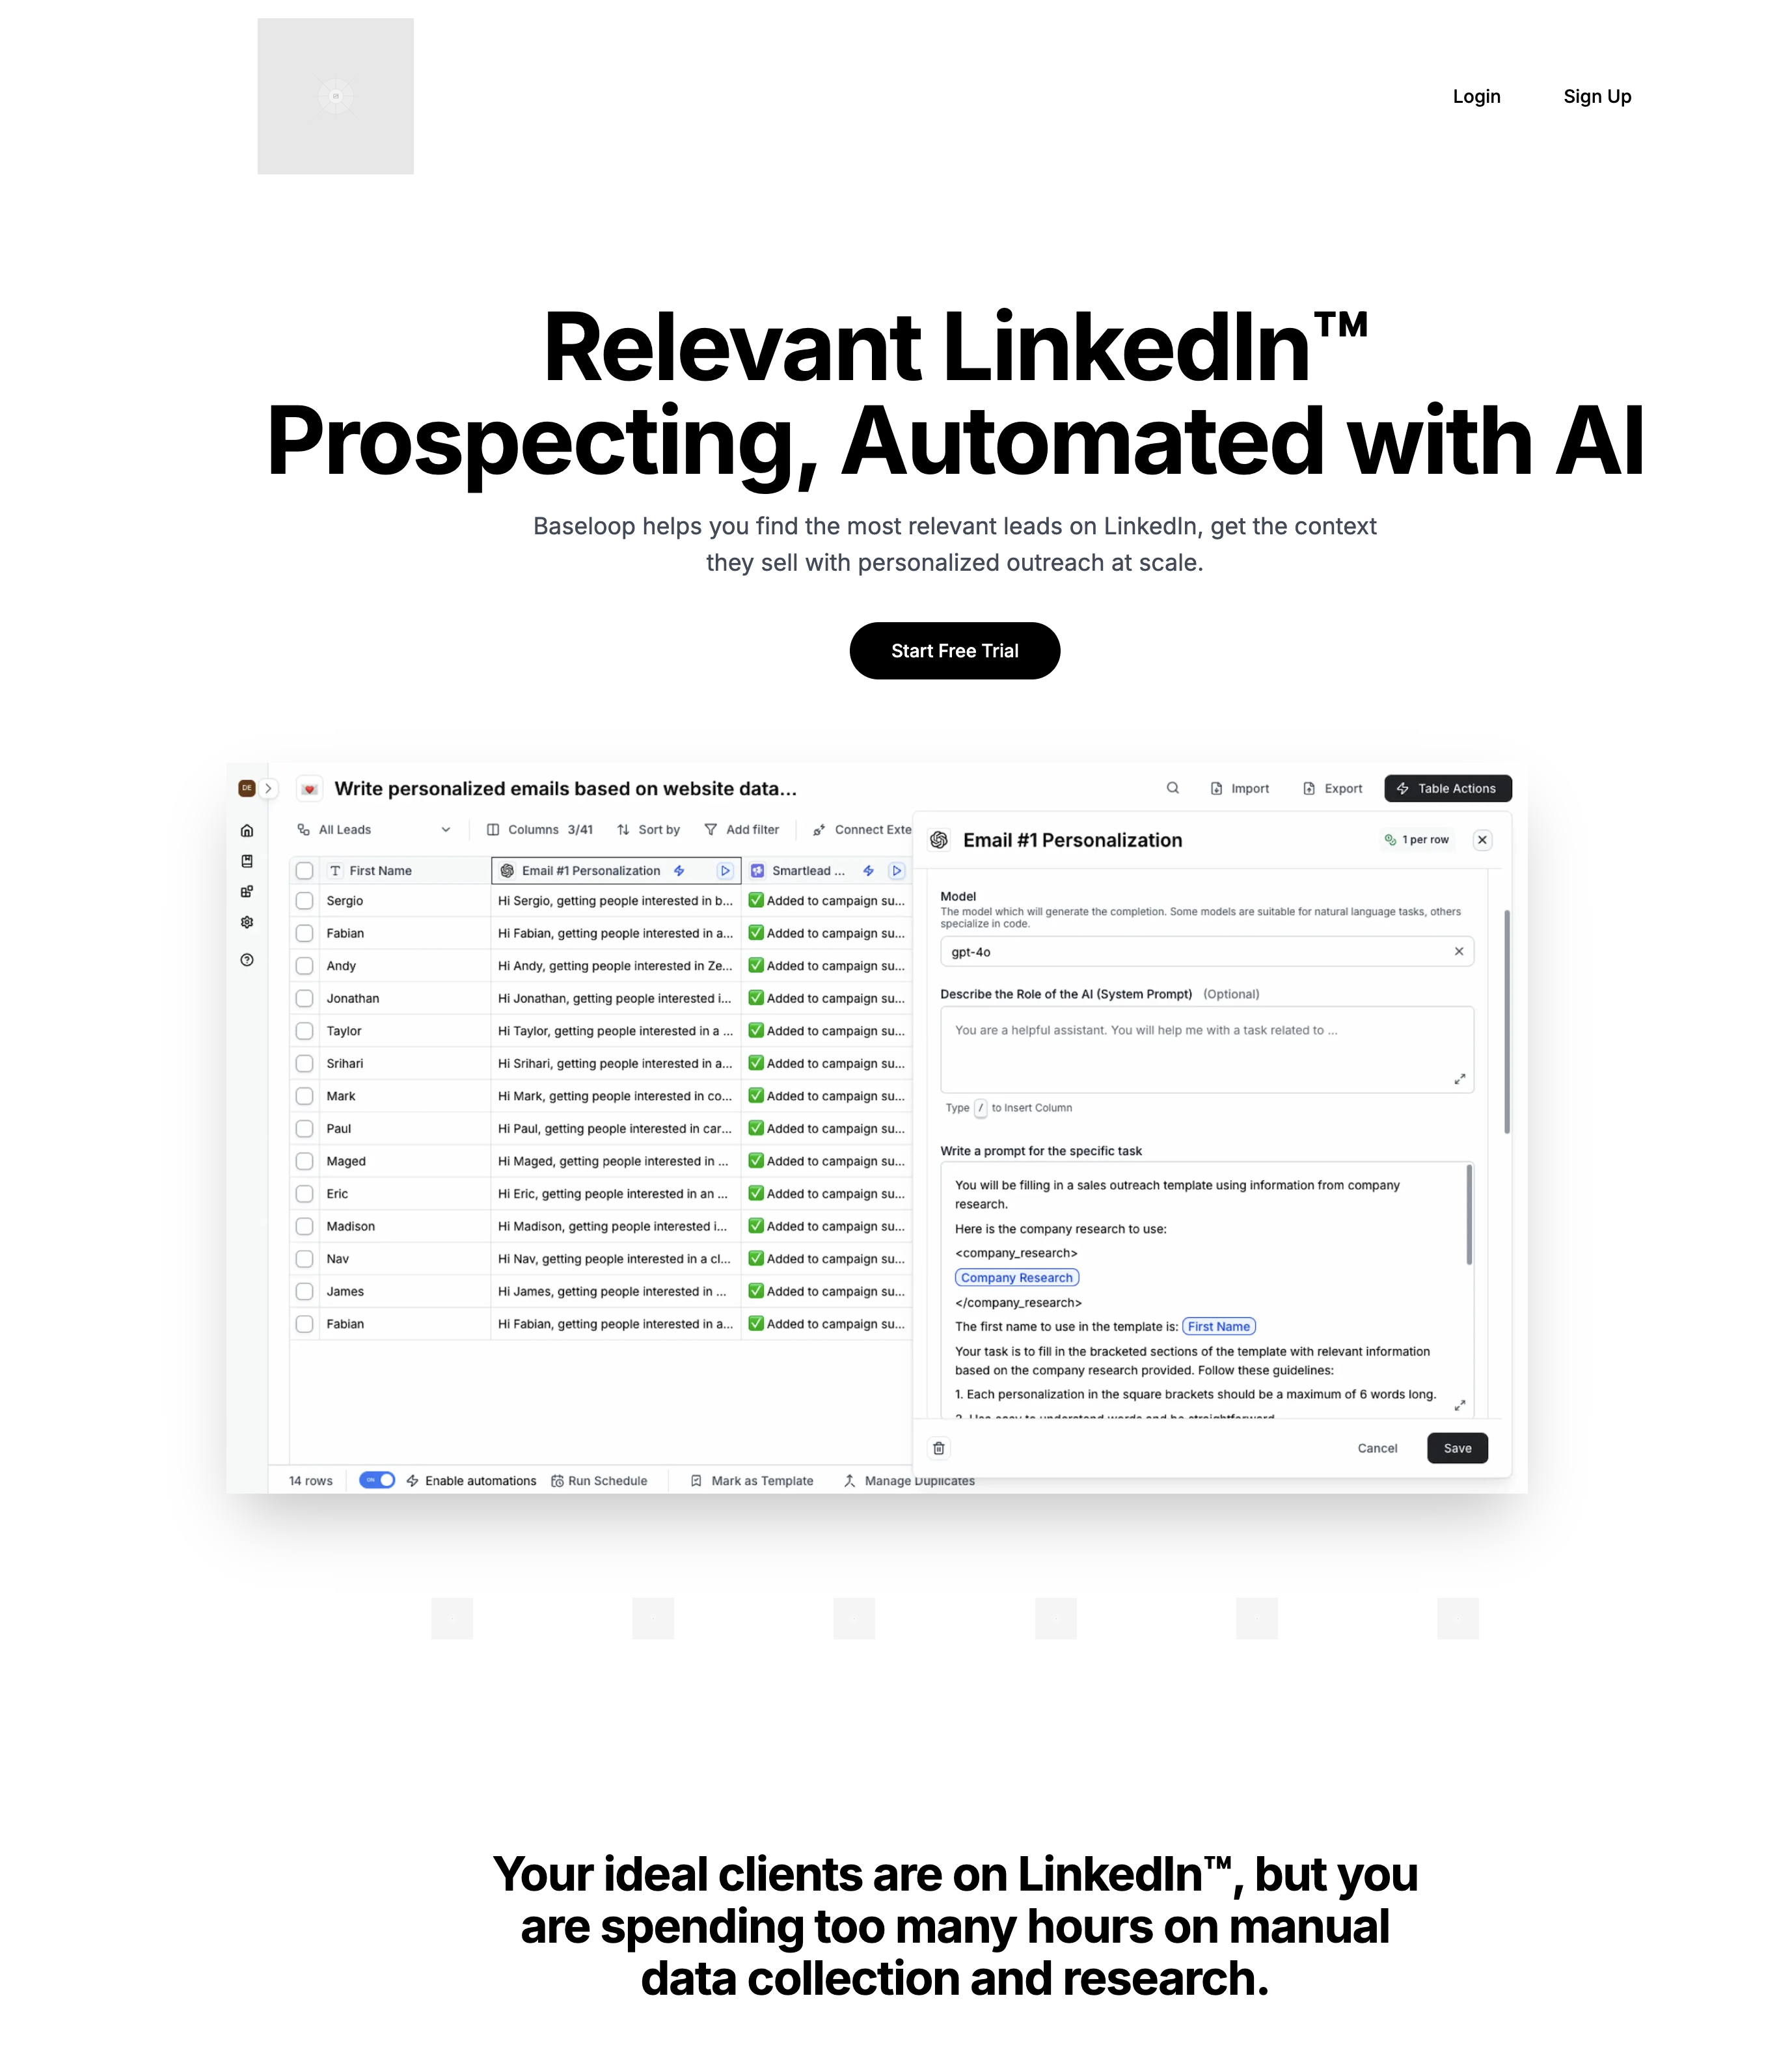 Login
Sign Up
Relevant LinkedIn™
Prospecting, Automated with AI
Baseloop helps you find the most relevant leads on LinkedIn, get the context
they sell with personalized outreach at scale.
Start Free Trial
DE
Write personalized emails based on website data...
Import
Export
Table Actions
All Leads
Columns 3/41
Sort by
Add filter
Connect Exte
First Name
Email #1 Personalization
Smartlead ...
Sergio
Hi Sergio, getting people interested in b...
Added to campaign su...
Fabian
Hi Fabian, getting people interested in a...
Added to campaign su...
Andy
Hi Andy, getting people interested in Ze...
Added to campaign su...
Jonathan
Hi Jonathan, getting people interested i...
Added to campaign su...
Taylor
Hi Taylor, getting people interested in a ...
Added to campaign su...
Srihari
Hi Srihari, getting people interested in a...
Added to campaign su...
Mark
Hi Mark, getting people interested in co...
Added to campaign su...
Paul
Hi Paul, getting people interested in car...
Added to campaign su...
Maged
Hi Maged, getting people interested in ...
Added to campaign su...
Eric
Hi Eric, getting people interested in an ...
Added to campaign su...
Madison
Hi Madison, getting people interested i...
Added to campaign su...
Nav
Hi Nav, getting people interested in a cl...
Added to campaign su...
James
Hi James, getting people interested in ...
Added to campaign su...
Fabian
Hi Fabian, getting people interested in a...
Added to campaign su...
14 rows
ON
Enable automations
Run Schedule
Mark as Template
Manage Duplicates
Email #1 Personalization
1 per row
Model
The model which will generate the completion. Some models are suitable for natural language tasks, others
specialize in code.
gpt-4o
Describe the Role of the AI (System Prompt) (Optional)
You are a helpful assistant. You will help me with a task related to ...
Type / to Insert Column
Write a prompt for the specific task
You will be filling in a sales outreach template using information from company
research.
Here is the company research to use:
<company_research>
Company Research
</company_research>
The first name to use in the template is: First Name
Your task is to fill in the bracketed sections of the template with relevant information
based on the company research provided. Follow these guidelines:
1. Each personalization in the square brackets should be a maximum of 6 words long.
2. Use easy to understand words and be straightforward
Cancel
Save
Your ideal clients are on LinkedIn™, but you
are spending too many hours on manual
data collection and research.